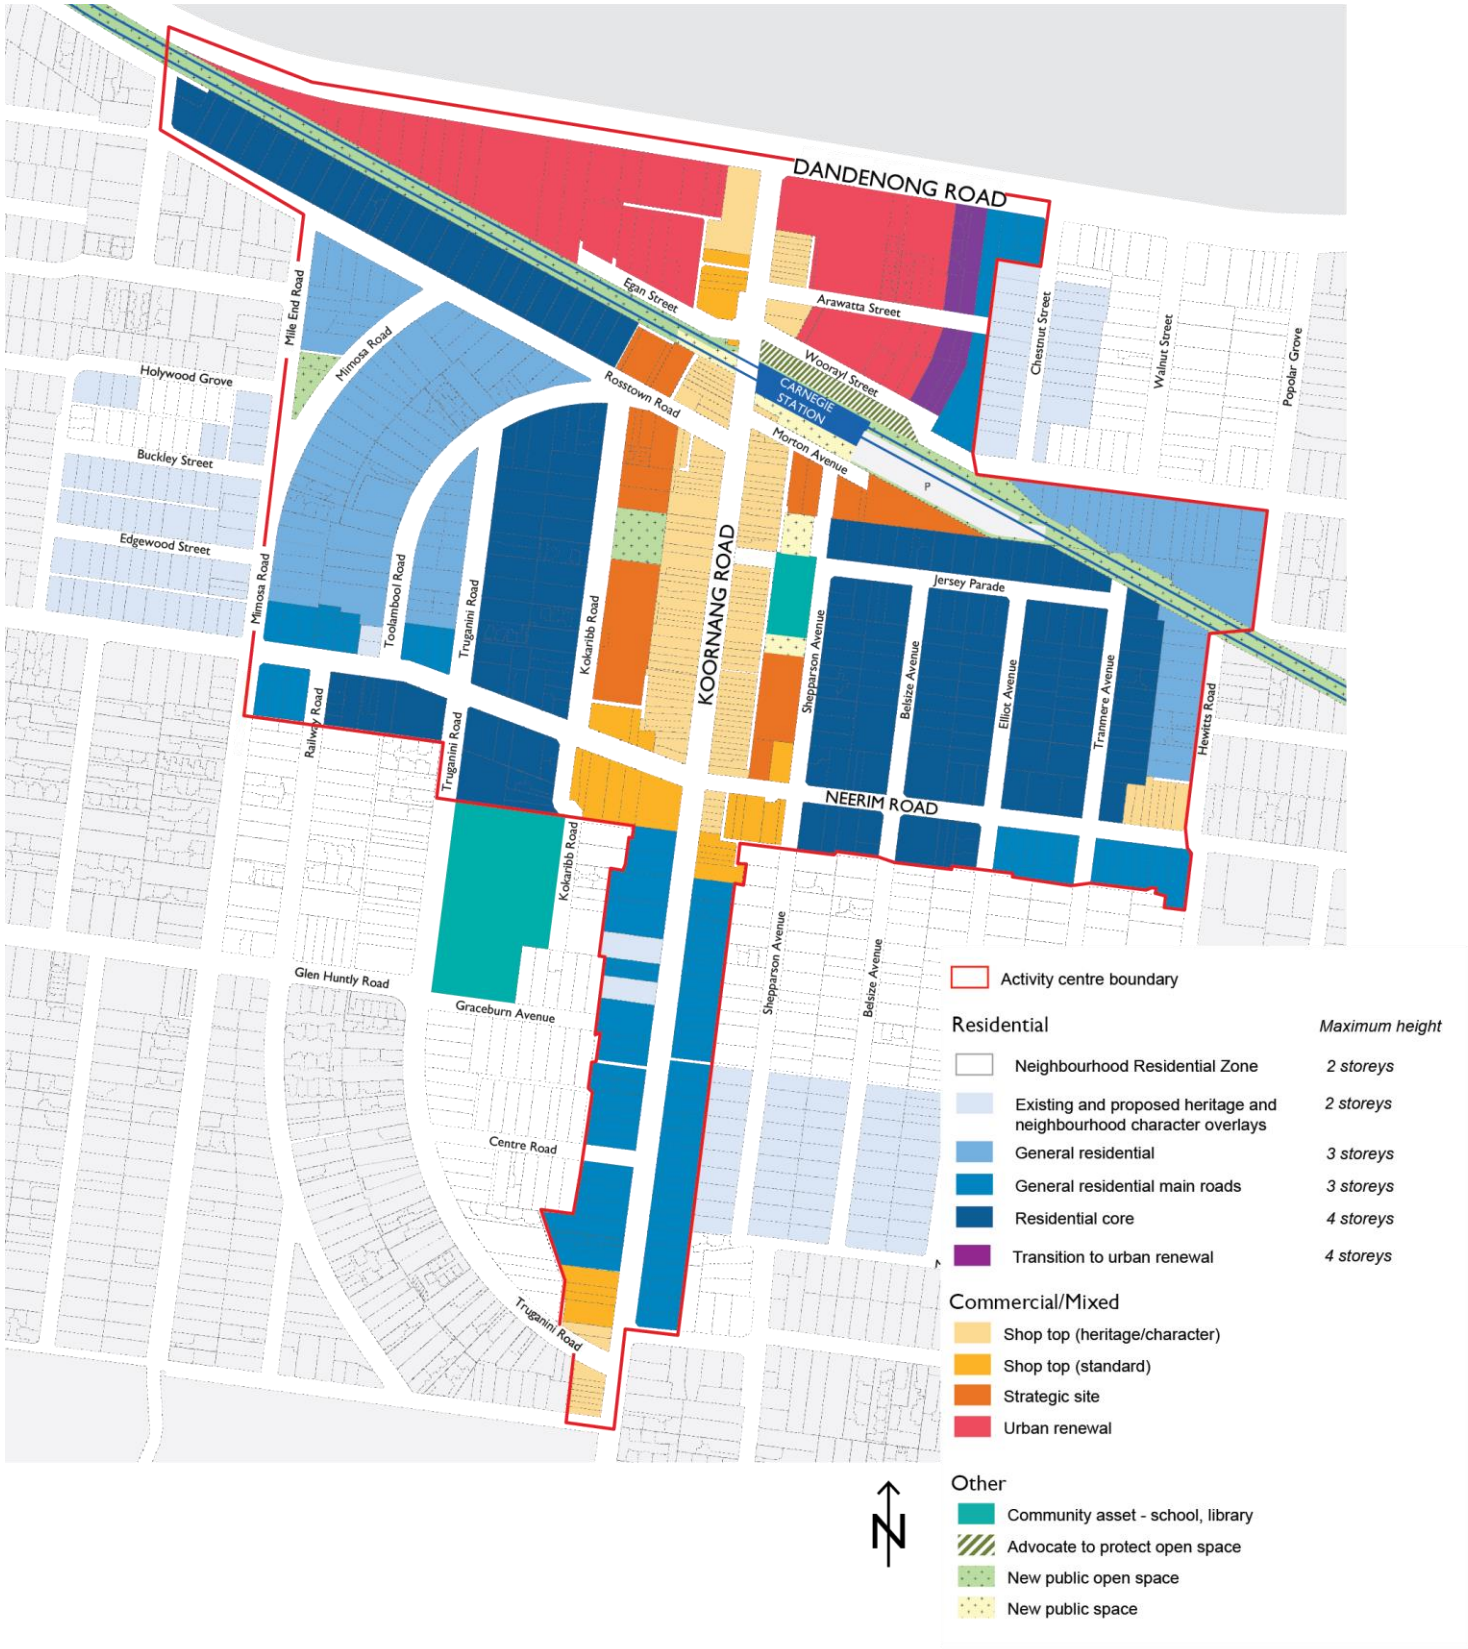 DANDENONG ROAD
Egan Street
Arawatta Street
Mile End Road
Chestnut Street
Walnut Street
Popolar Grove
Mimosa Road
Woorayl Street
Holywood Grove
CARNEGIE
STATION
Rosstown Road
Morton Avenue
Buckley Street
P
Edgewood Street
KOORNANG ROAD
Jersey Parade
Mimosa Road
Toolambool Road
Truganini Road
Kokaribb Road
Shepparson Avenue
Belsize Avenue
Elliot Avenue
Tranmere Avenue
Hewitts Road
Railway Road
Truganini Road
NEERIM ROAD
Kokaribb Road
Shepparson Avenue
Belsize Avenue
Glen Huntly Road
Graceburn Avenue
Centre Road
Truganini Road
Activity centre boundary
Residential Maximum height
Neighbourhood Residential Zone 2 storeys
Existing and proposed heritage and 2 storeys
neighbourhood character overlays
General residential 3 storeys
General residential main roads 3 storeys
Residential core 4 storeys
Transition to urban renewal 4 storeys
Commercial/Mixed
Shop top (heritage/character)
Shop top (standard)
Strategic site
Urban renewal
Other
Community asset - school, library
Advocate to protect open space
New public open space
New public space
N